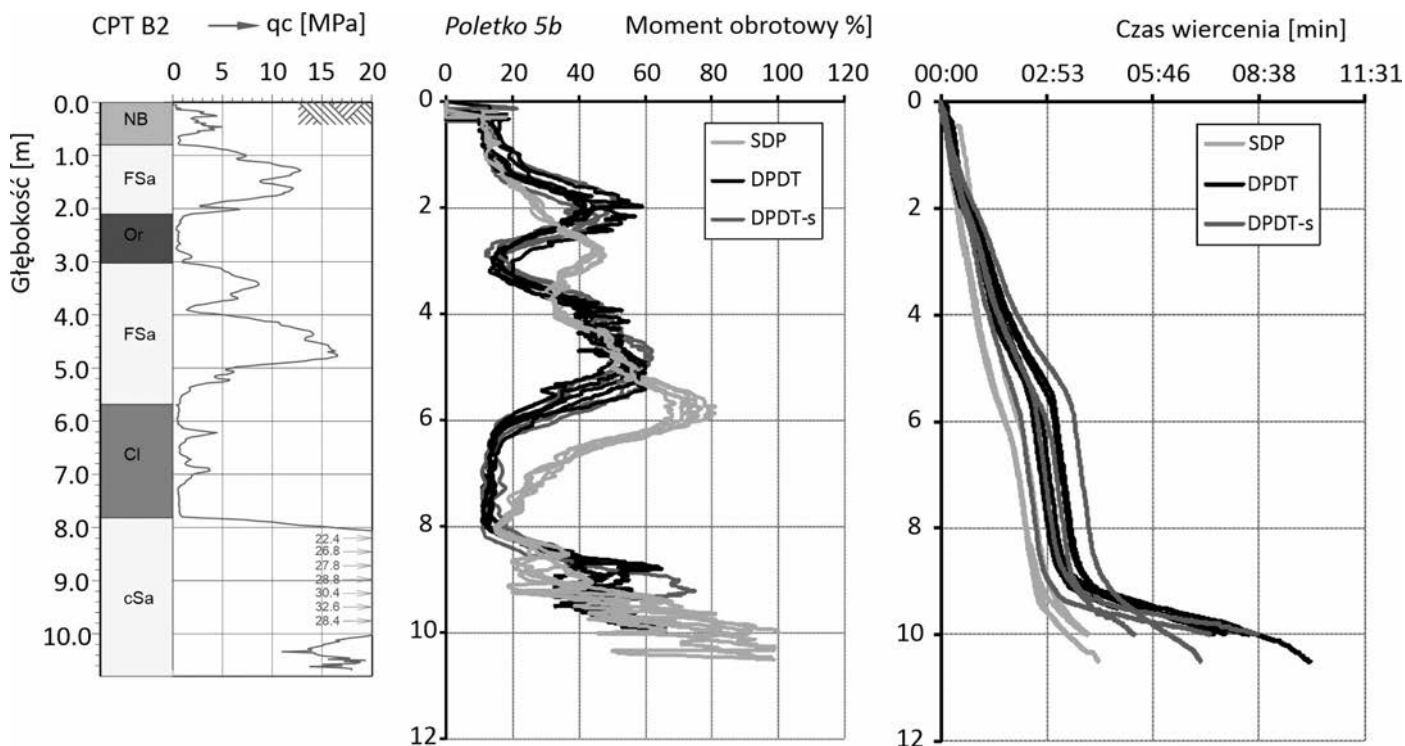 CPT B2 qc [MPa]
0 5 10 15 20
Głębokość [m]
0.0
1.0
2.0
3.0
4.0
5.0
6.0
7.0
8.0
9.0
10.0
NB
FSa
Or
FSa
Cl
cSa
22.4
26.8
27.8
28.8
30.4
32.6
28.4
Poletko 5b Moment obrotowy %]
0 20 40 60 80 100 120
0
2
4
6
8
10
12
SDP
DPDT
DPDT-s
Czas wiercenia [min]
00:00 02:53 05:46 08:38 11:31
0
2
4
6
8
10
12
SDP
DPDT
DPDT-s